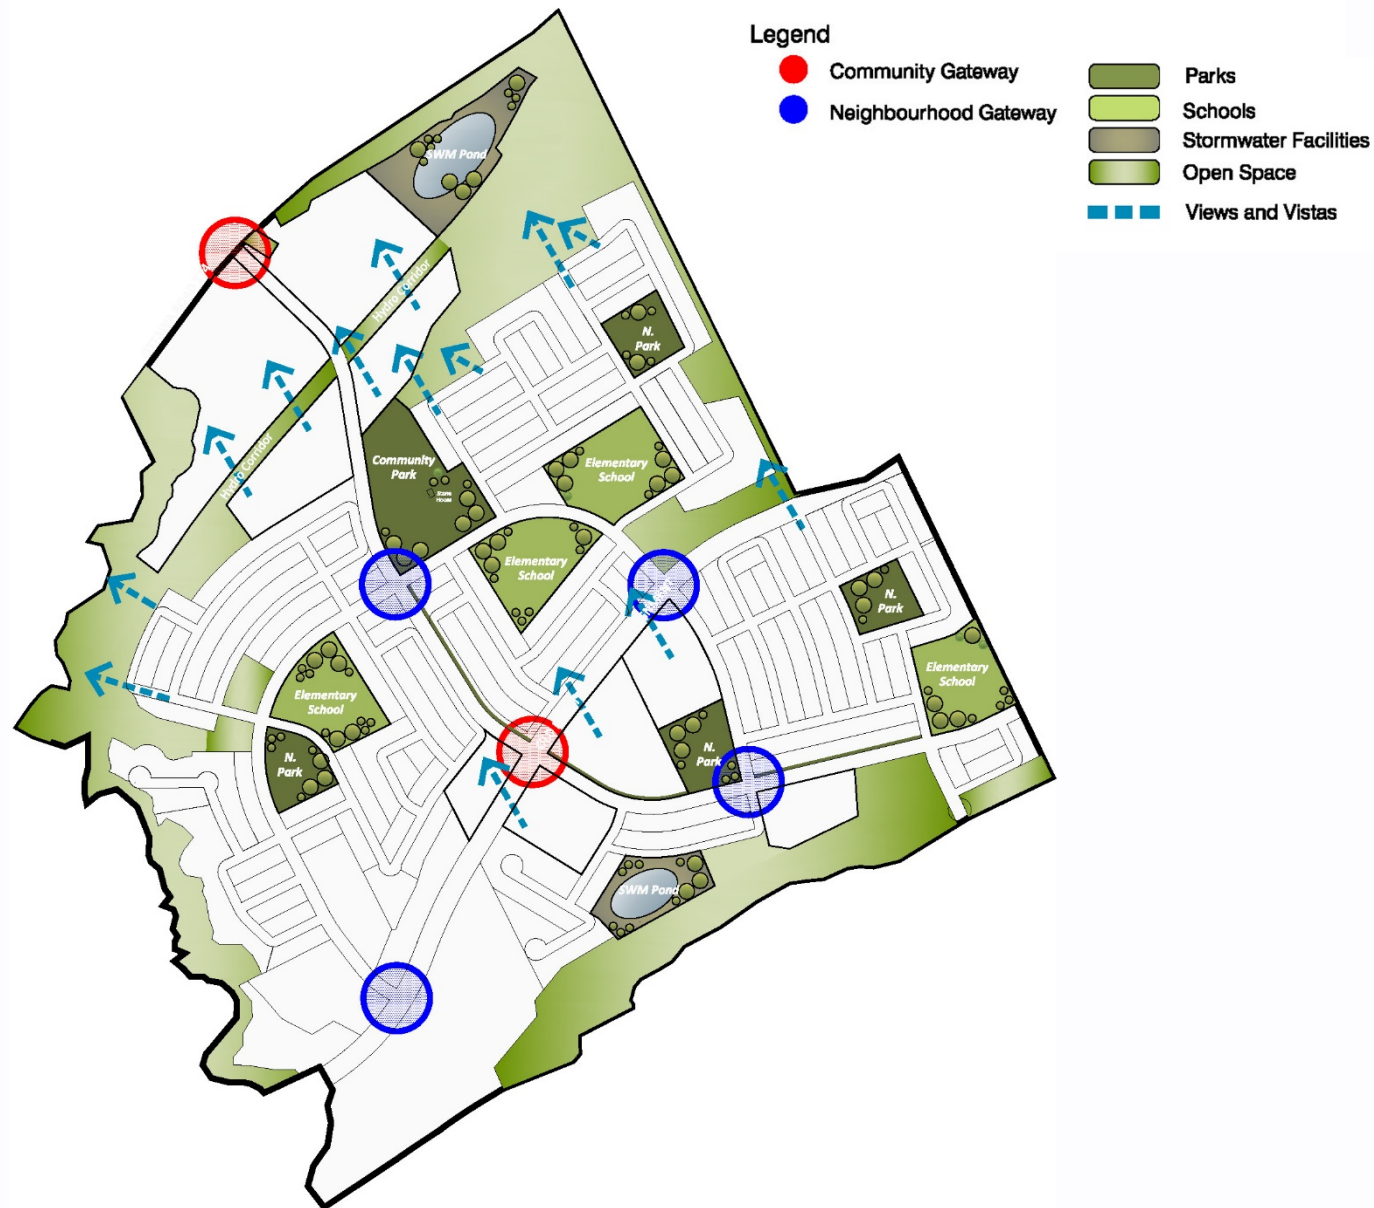 Legend
Community Gateway
Neighbourhood Gateway
Parks
Schools
Stormwater Facilities
Open Space
Views and Vistas
SWM Pond
Hydro Corridor
N.
Park
Hydro Corridor
Community
Park
Elementary
School
Elementary
School
N.
Park
Elementary
School
Elementary
School
N.
Park
N.
Park
SWM Pond